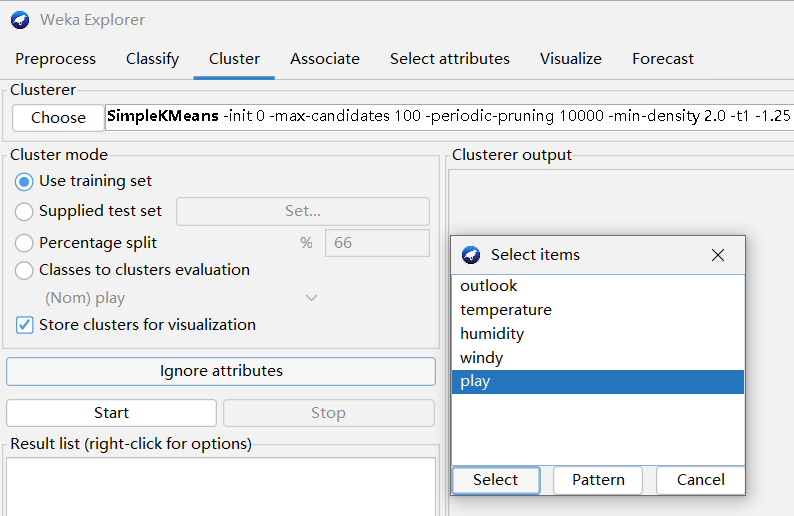 Weka Explorer
Preprocess Classify Cluster Associate Select attributes Visualize Forecast
Clusterer
Choose SimpleKMeans -init 0 -max-candidates 100 -periodic-pruning 10000 -min-density 2.0 -t1 -1.25
Cluster mode
Use training set
Supplied test set Set...
Percentage split % 66
Classes to clusters evaluation
(Nom) play
Store clusters for visualization
Ignore attributes
Start Stop
Result list (right-click for options)
Clusterer output
Select items
outlook
temperature
humidity
windy
play
Select Pattern Cancel